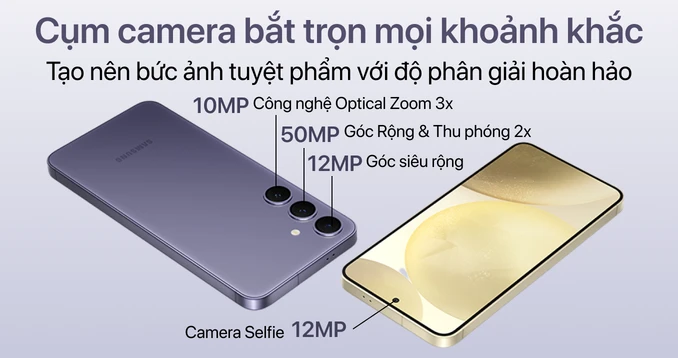 Cụm camera bắt trọn mọi khoảnh khắc
Tạo nên bức ảnh tuyệt phẩm với độ phân giải hoàn hảo
10MP Công nghệ Optical Zoom 3x
50MP Góc Rộng & Thu phóng 2x
12MP Góc siêu rộng
SAMSUNG
Camera Selfie 12MP